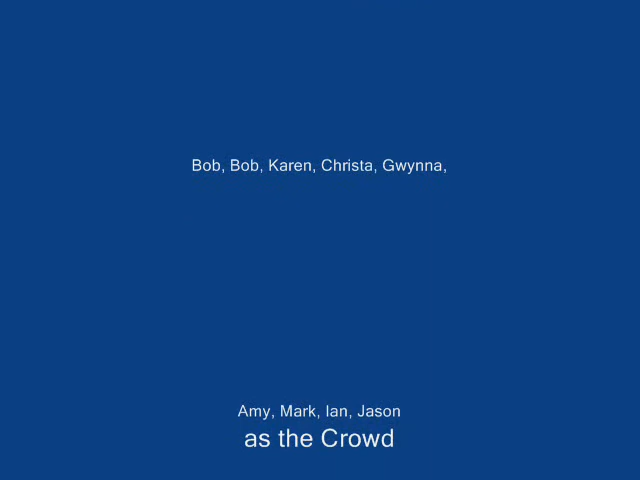 Bob, Bob, Karen, Christa, Gwynna,
Amy, Mark, Ian, Jason
as the Crowd